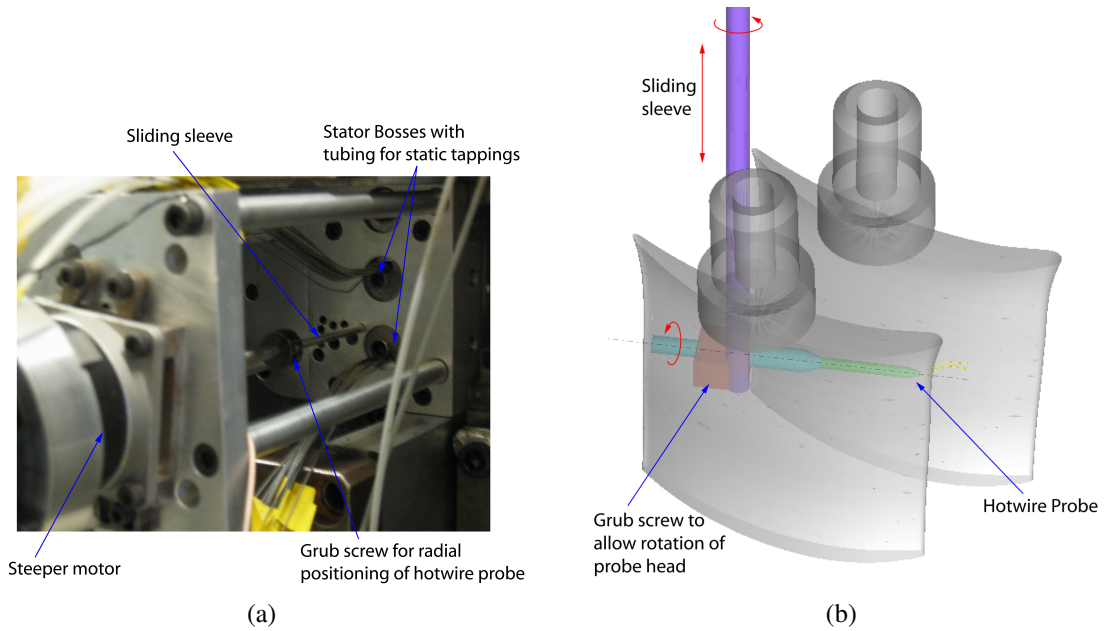 Sliding sleeve
Stator Bosses with
tubing for static tappings
Steeper motor
Grub screw for radial
positioning of hotwire probe
(a)
Sliding
sleeve
Grub screw to
allow rotation of
probe head
Hotwire Probe
(b)